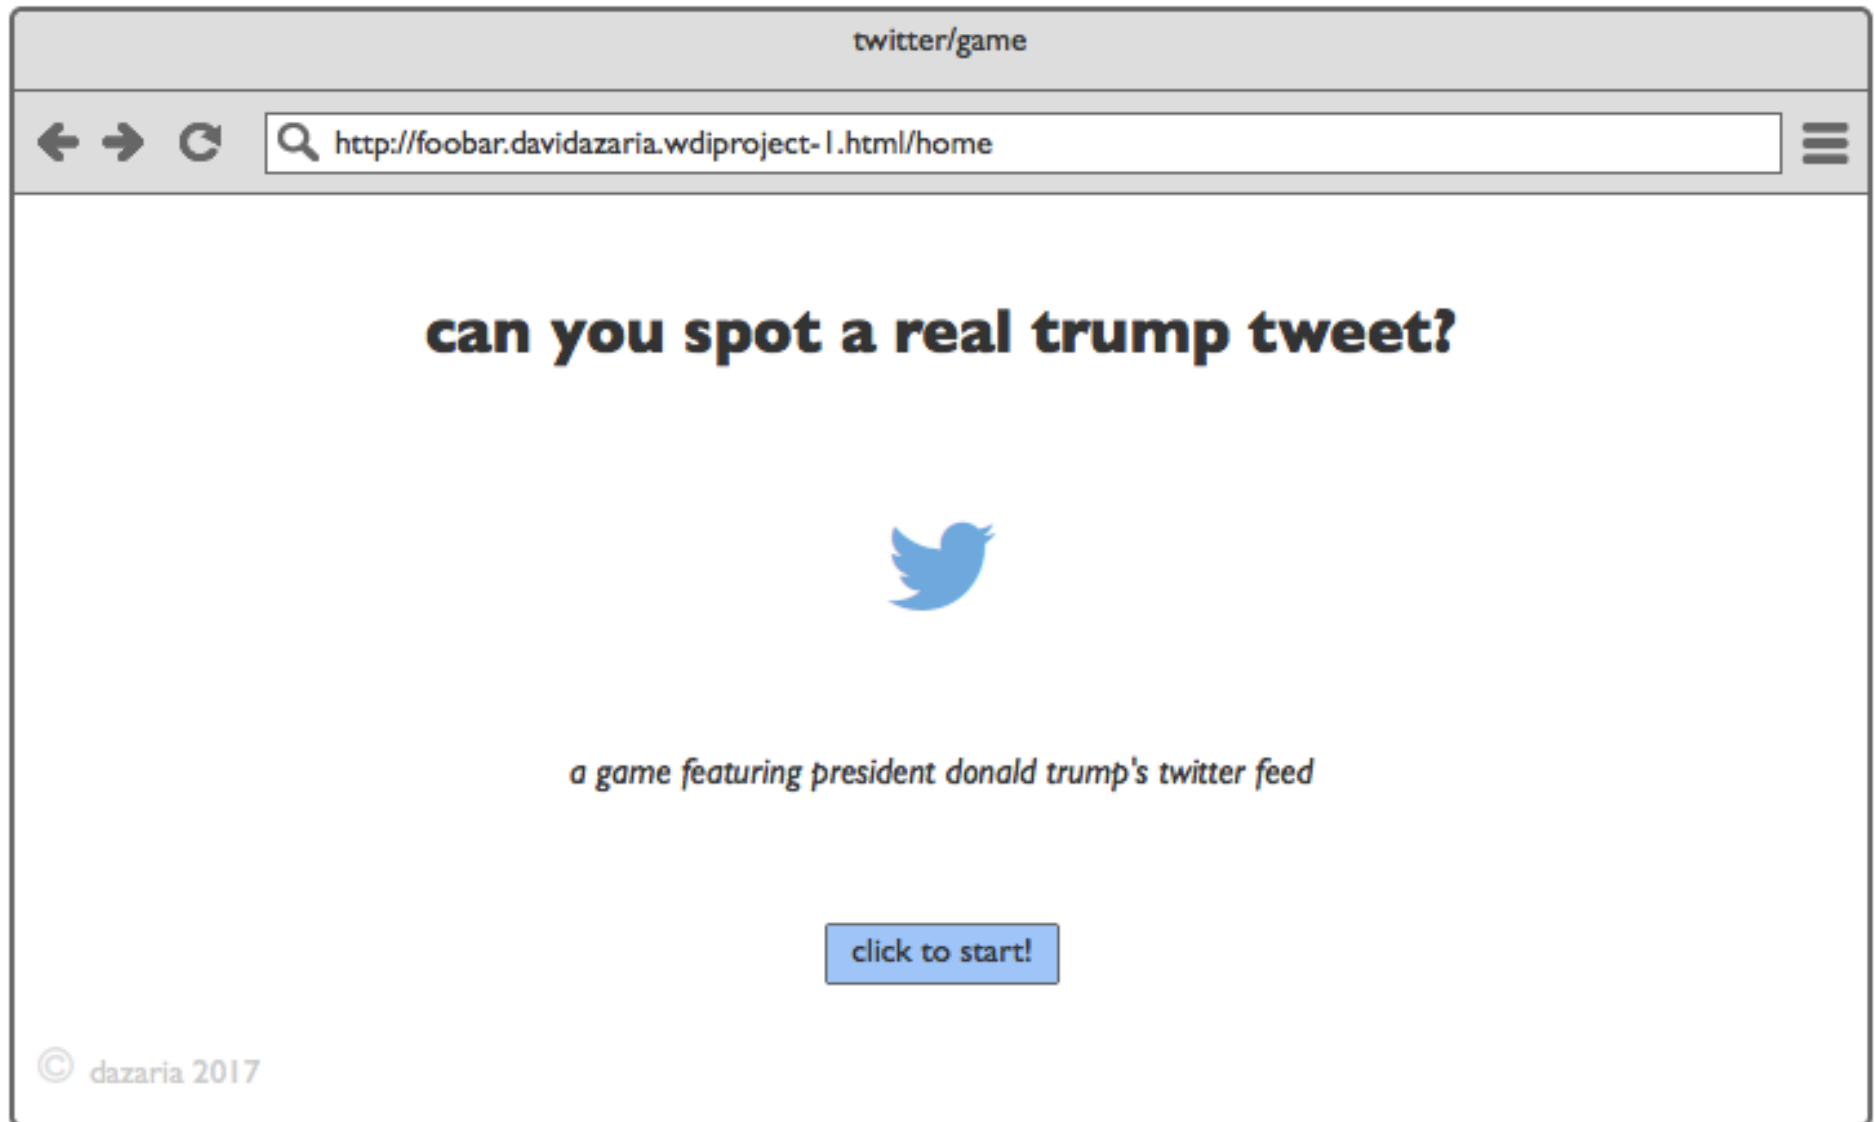 twitter/game
http://foobar.davidazaria.wdiproject-1.html/home
can you spot a real trump tweet?
a game featuring president donald trump's twitter feed
click to start!
© dazaria 2017